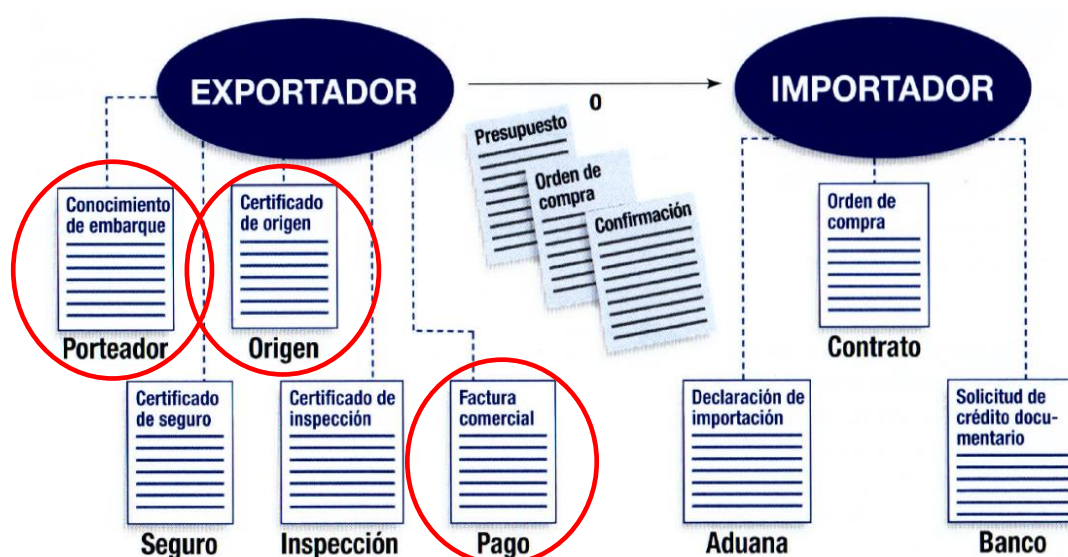 EXPORTADOR
IMPORTADOR
o
Presupuesto
Orden de
compra
Confirmación
Conocimiento
de embarque
Porteador
Certificado
de origen
Origen
Orden de
compra
Contrato
Certificado
de seguro
Seguro
Certificado de
inspección
Inspección
Factura
comercial
Pago
Declaración de
importación
Aduana
Solicitud de
crédito docu-
mentario
Banco